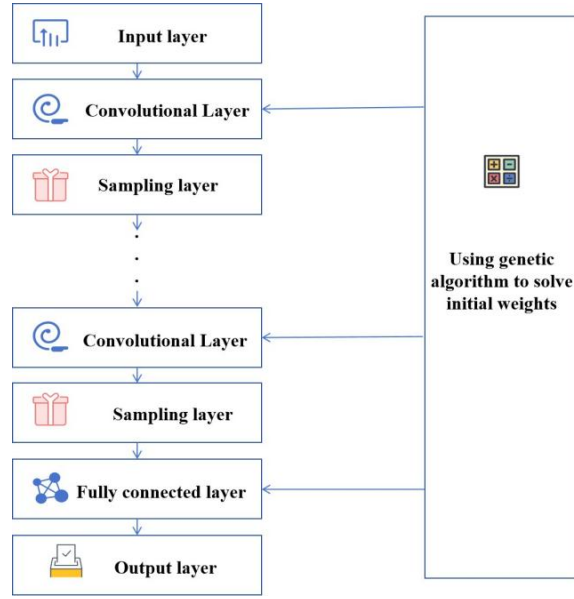 Input layer
Convolutional Layer
Sampling layer
Convolutional Layer
Sampling layer
Fully connected layer
Output layer
Using genetic
algorithm to solve
initial weights